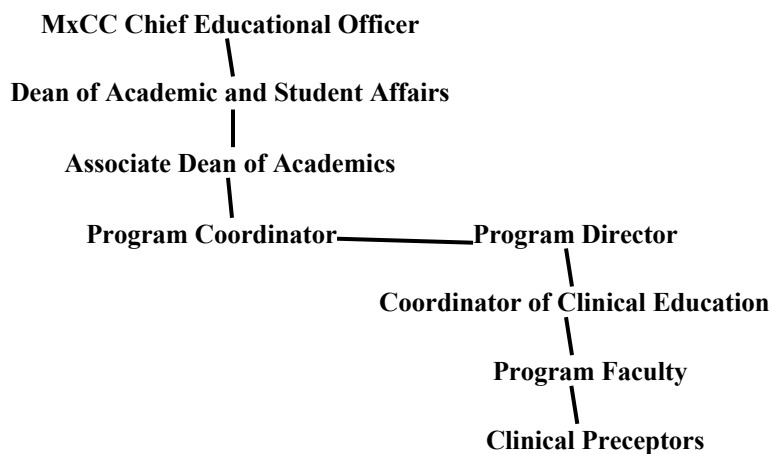 MxCC Chief Educational Officer
Dean of Academic and Student Affairs
Associate Dean of Academics
Program Coordinator Program Director
Coordinator of Clinical Education
Program Faculty
Clinical Preceptors